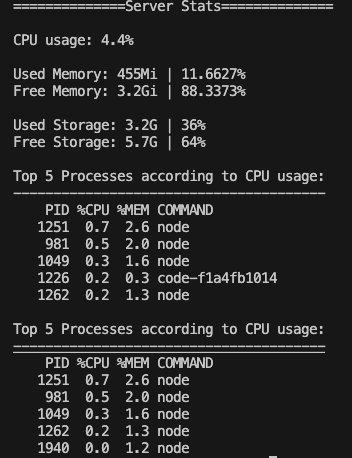 =============Server Stats=============
CPU usage: 4.4%
Used Memory: 455Mi | 11.6627%
Free Memory: 3.2Gi | 88.3373%
Used Storage: 3.2G | 36%
Free Storage: 5.7G | 64%
Top 5 Processes according to CPU usage:
---------------------------------------
PID %CPU %MEM COMMAND
1251 0.7 2.6 node
981 0.5 2.0 node
1049 0.3 1.6 node
1226 0.2 0.3 code-f1a4fb1014
1262 0.2 1.3 node
Top 5 Processes according to CPU usage:
=======================================
PID %CPU %MEM COMMAND
1251 0.7 2.6 node
981 0.5 2.0 node
1049 0.3 1.6 node
1262 0.2 1.3 node
1940 0.0 1.2 node